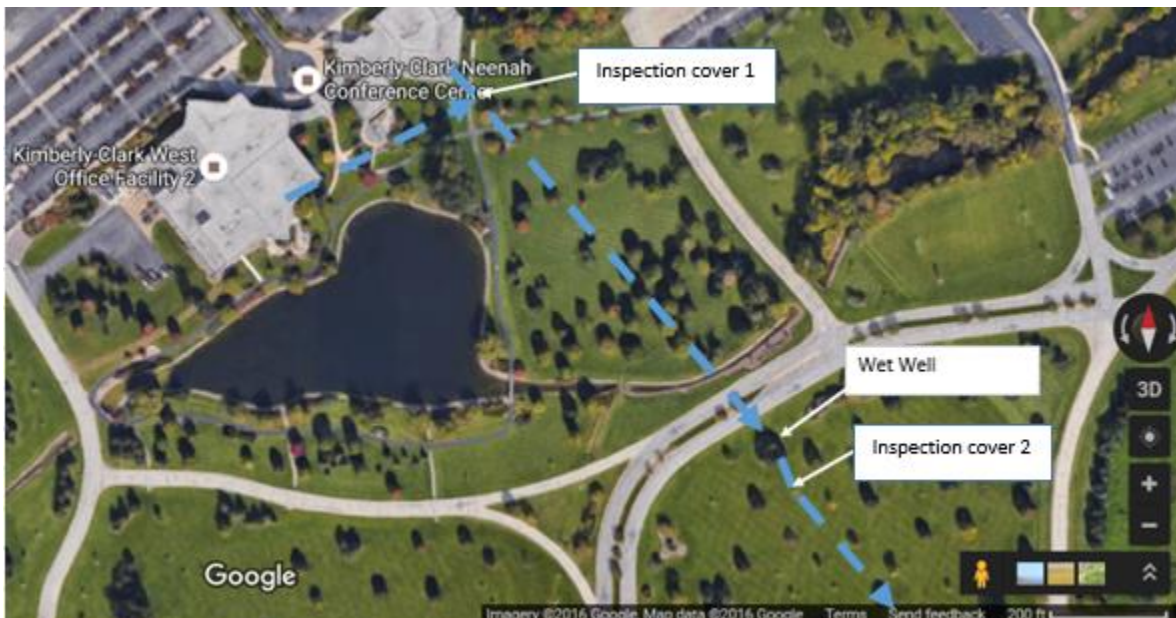 Inspection cover 1
Kimberly-Clark Neenah
Conference Center
Kimberly-Clark West
Office Facility 2
Wet Well
Inspection cover 2
3D
Google
Imagery ©2016 Google, Map data ©2016 Google Terms Send feedback 200 ft